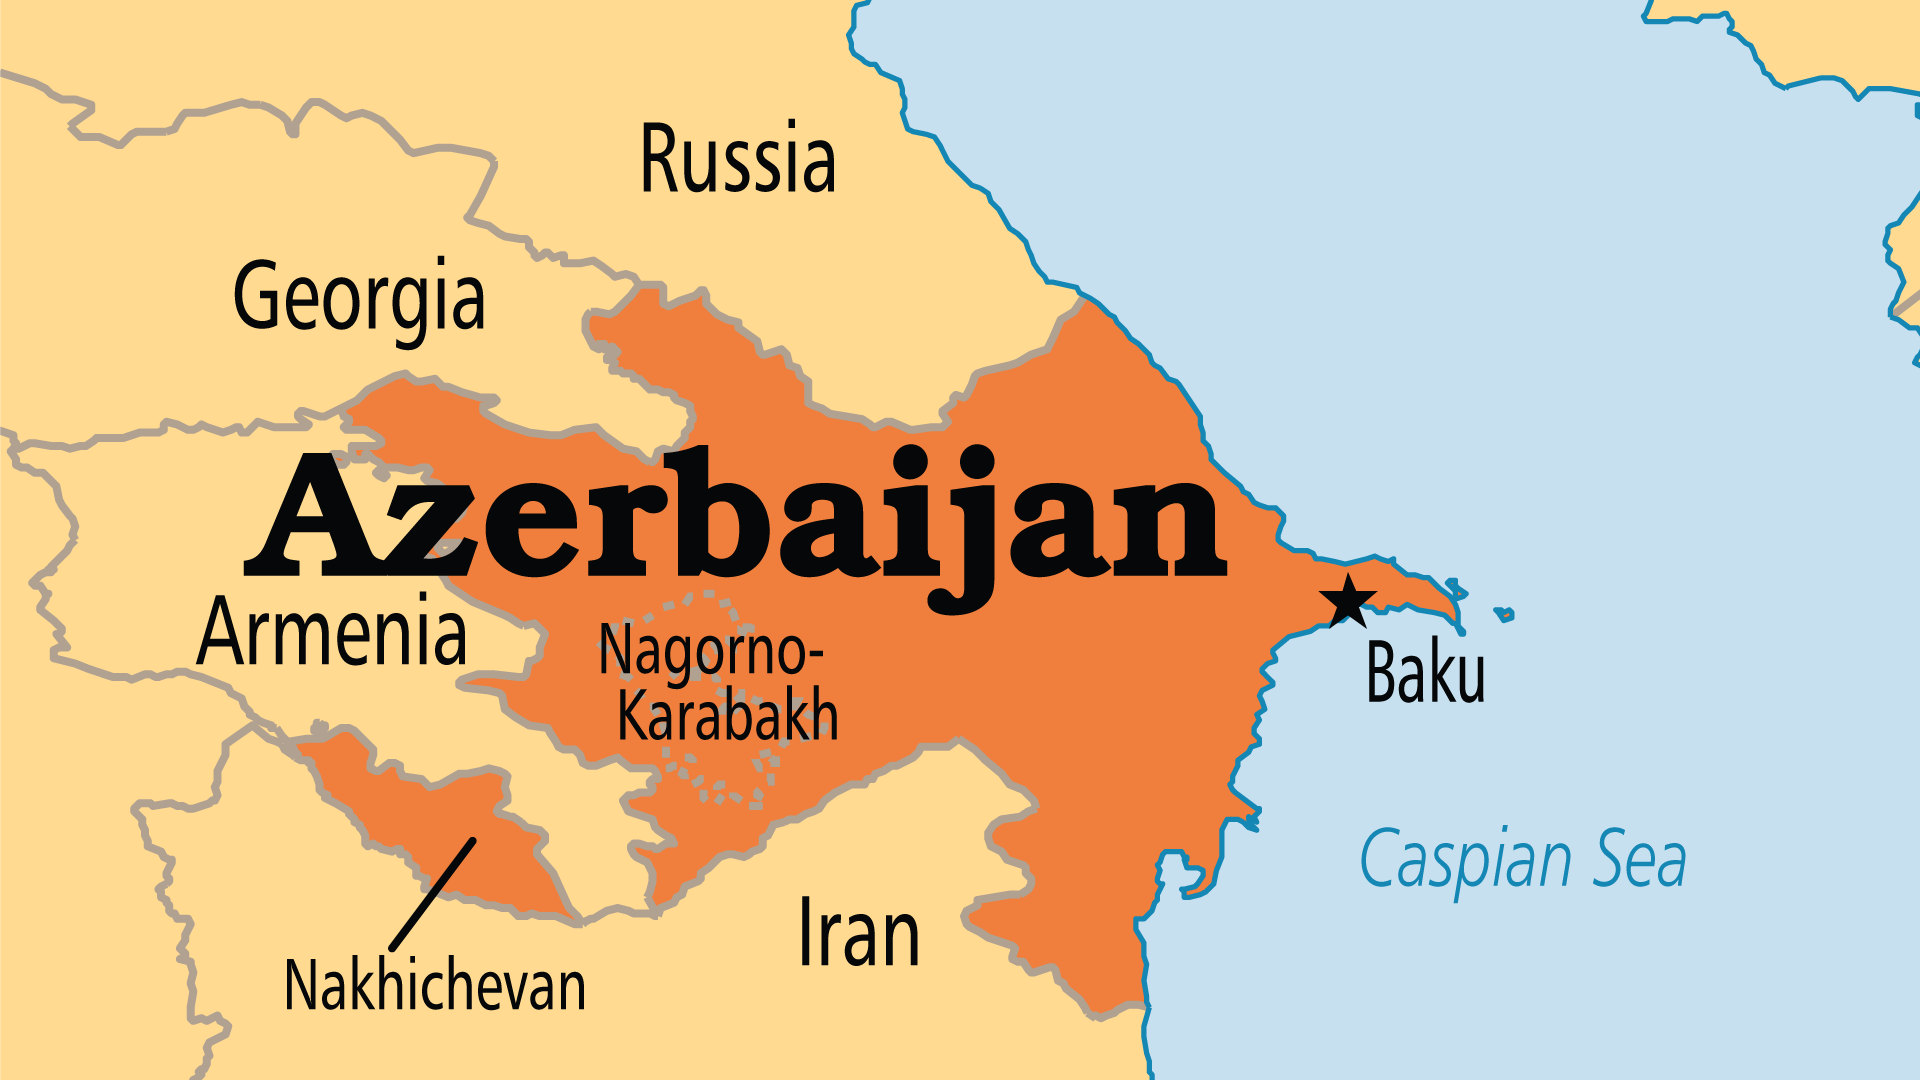 Russia
Georgia
Azerbaijan
Armenia
Nagorno-
Karabakh
Baku
Caspian Sea
Iran
Nakhichevan